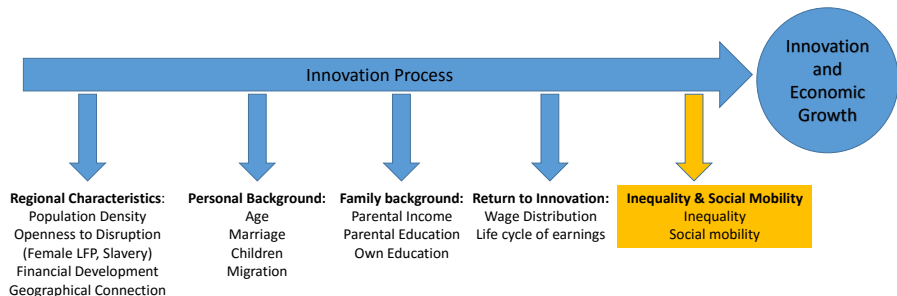 Innovation Process
Innovation
and
Economic
Growth
Regional Characteristics:
Population Density
Openness to Disruption
(Female LFP, Slavery)
Financial Development
Geographical Connection
Personal Background:
Age
Marriage
Children
Migration
Family background:
Parental Income
Parental Education
Own Education
Return to Innovation:
Wage Distribution
Life cycle of earnings
Inequality & Social Mobility
Inequality
Social mobility